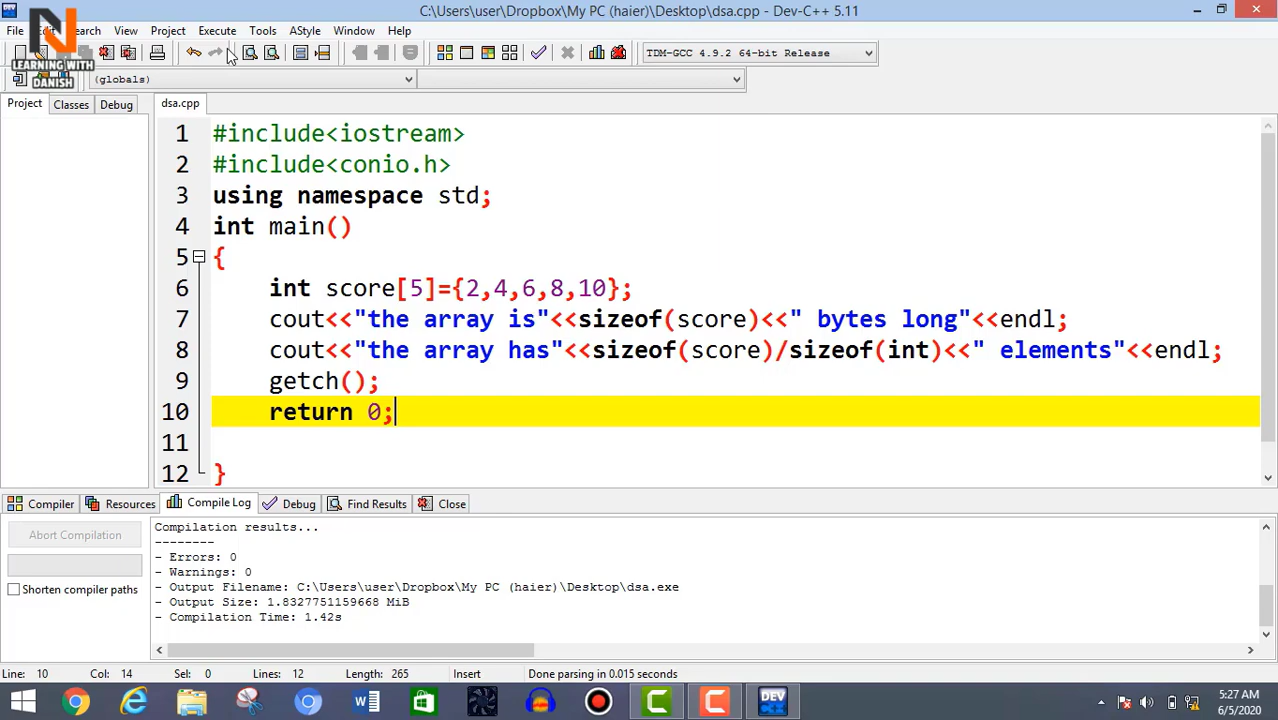 C:\Users\user\Dropbox\My PC (haier)\Desktop\dsa.cpp - Dev-C++ 5.11
File Search View Project Execute Tools AStyle Window Help
LEARNING WITH
DANISH
TDM-GCC 4.9.2 64-bit Release
(globals)
Project Classes Debug dsa.cpp
1 #include<iostream>
2 #include<conio.h>
3 using namespace std;
4 int main()
5 {
6 int score[5]={2,4,6,8,10};
7 cout<<"the array is"<<sizeof(score)<<" bytes long"<<endl;
8 cout<<"the array has"<<sizeof(score)/sizeof(int)<<" elements"<<endl;
9 getch();
10 return 0;
11
12 }
Compiler Resources Compile Log Debug Find Results Close
Abort Compilation
Shorten compiler paths
Compilation results...
--------
- Errors: 0
- Warnings: 0
- Output Filename: C:\Users\user\Dropbox\My PC (haier)\Desktop\dsa.exe
- Output Size: 1.8327751159668 MiB
- Compilation Time: 1.42s
Line: 10 Col: 14 Sel: 0 Lines: 12 Length: 265 Insert Done parsing in 0.015 seconds
DEV
C++
5:27 AM
6/5/2020